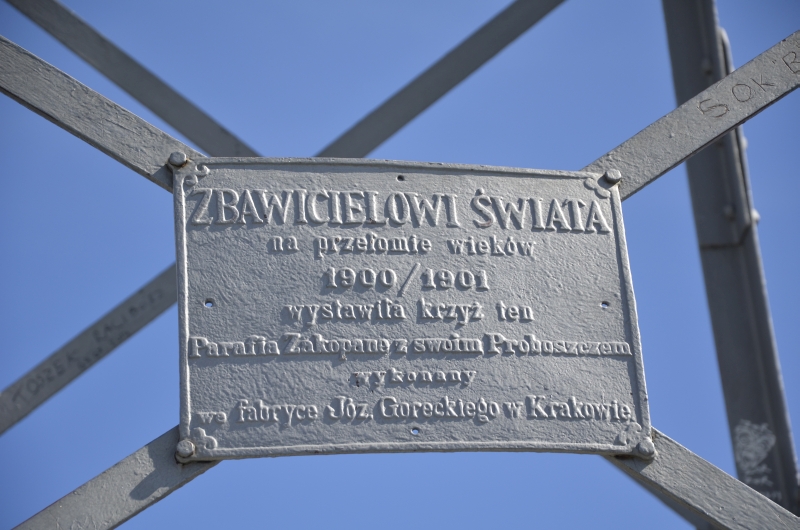 ZBAWICIELOWI ŚWIATA
na przełomie wieków
1900/1901
wystawiła krzyż ten
Parafia Zakopane z swoim Proboszczem
wykonany
we fabryce Józ. Goreckiego w Krakowie
SOK B